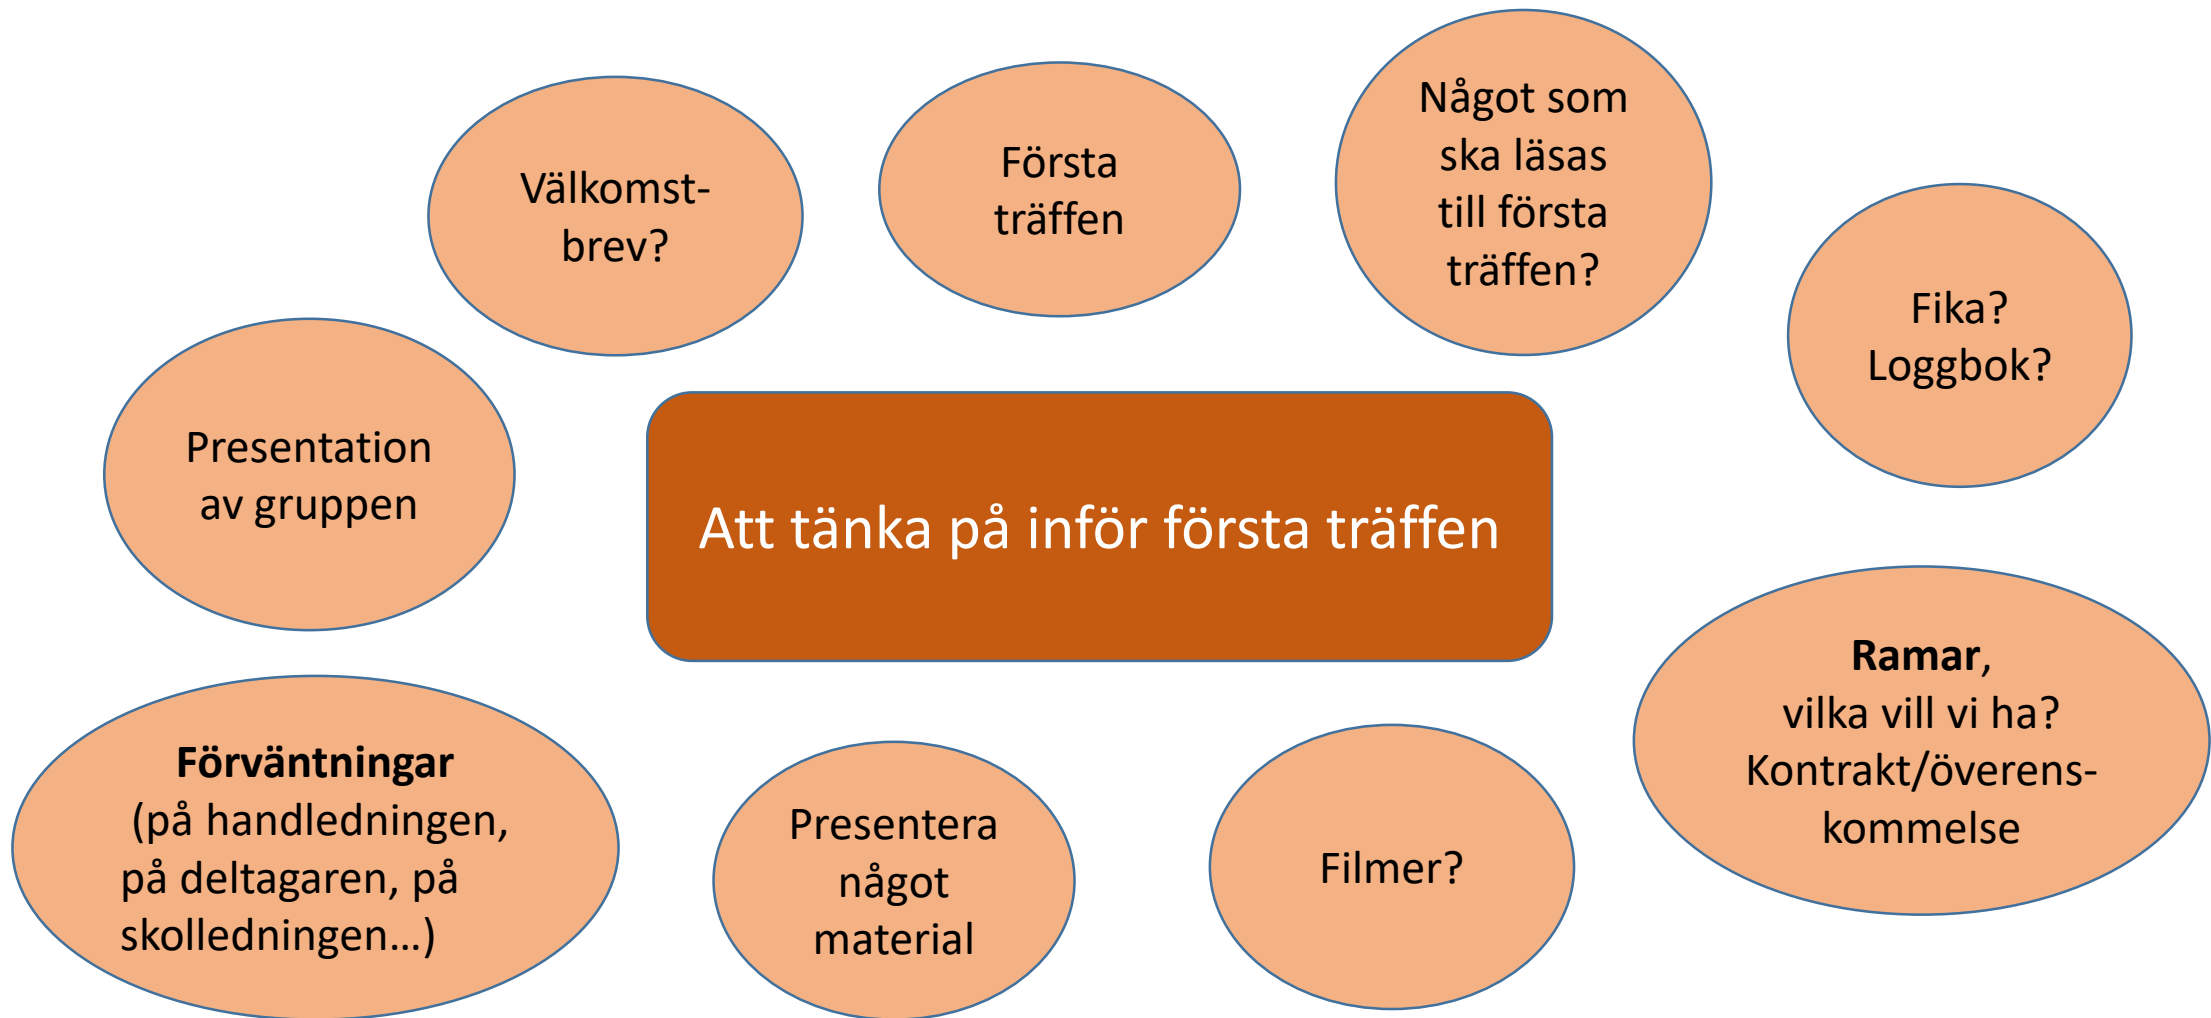 Något som
ska läsas
till första
träffen?
Första
träffen
Välkomst-
brev?
Fika?
Loggbok?
Presentation
av gruppen
Att tänka på inför första träffen
Ramar,
vilka vill vi ha?
Kontrakt/överens-
kommelse
Förväntningar
(på handledningen,
på deltagaren, på
skolledningen…)
Presentera
något
material
Filmer?